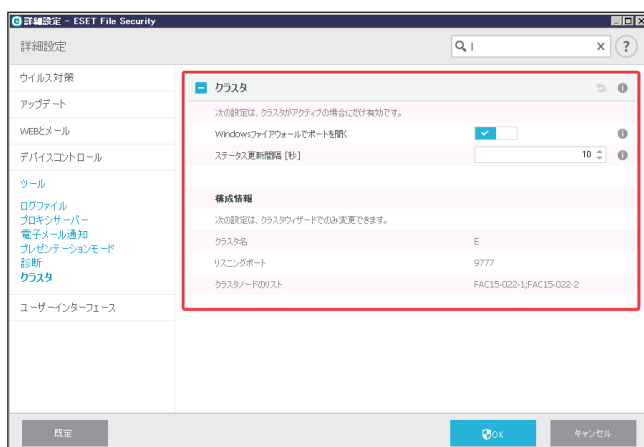 詳細設定 - ESET File Security
詳細設定
ウイルス対策
アップデート
WEBとメール
デバイスコントロール
ツール
ログファイル
プロキシサーバー
電子メール通知
プレゼンテーションモード
診断
クラスタ
ユーザーインターフェース
クラスタ
次の設定は、クラスタがアクティブの場合にだけ有効です。
Windowsファイアウォールでポートを開く
ステータス更新間隔 [秒] 10
構成情報
次の設定は、クラスタウィザードでのみ変更できます。
クラスタ名 E
リスニングポート 9777
クラスタノードのリスト FAC15-022-1;FAC15-022-2
既定 OK キャンセル